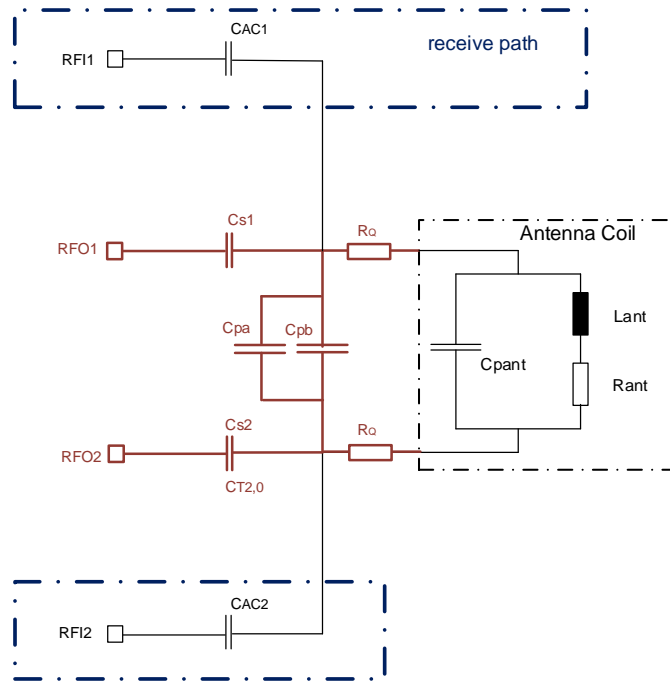 CAC1
receive path
RFI1
Cs1
RFO1
RQ
Antenna Coil
Cpa
Cpb
Lant
Cpant
Rant
Cs2
RQ
RFO2
CT2,0
CAC2
RFI2